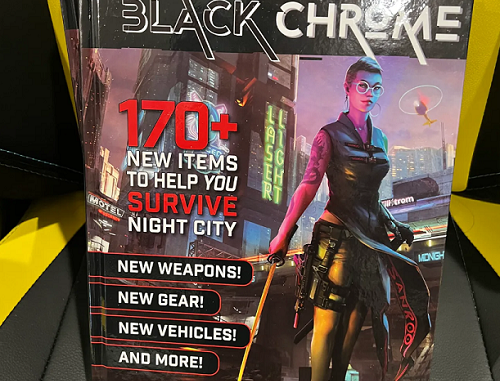 BLACK CHROME
170+
NEW ITEMS
TO HELP YOU
SURVIVE
NIGHT CITY
LASER
LIGHT
MOTEL
NEW WEAPONS!
NEW GEAR!
NEW VEHICLES!
AND MORE!